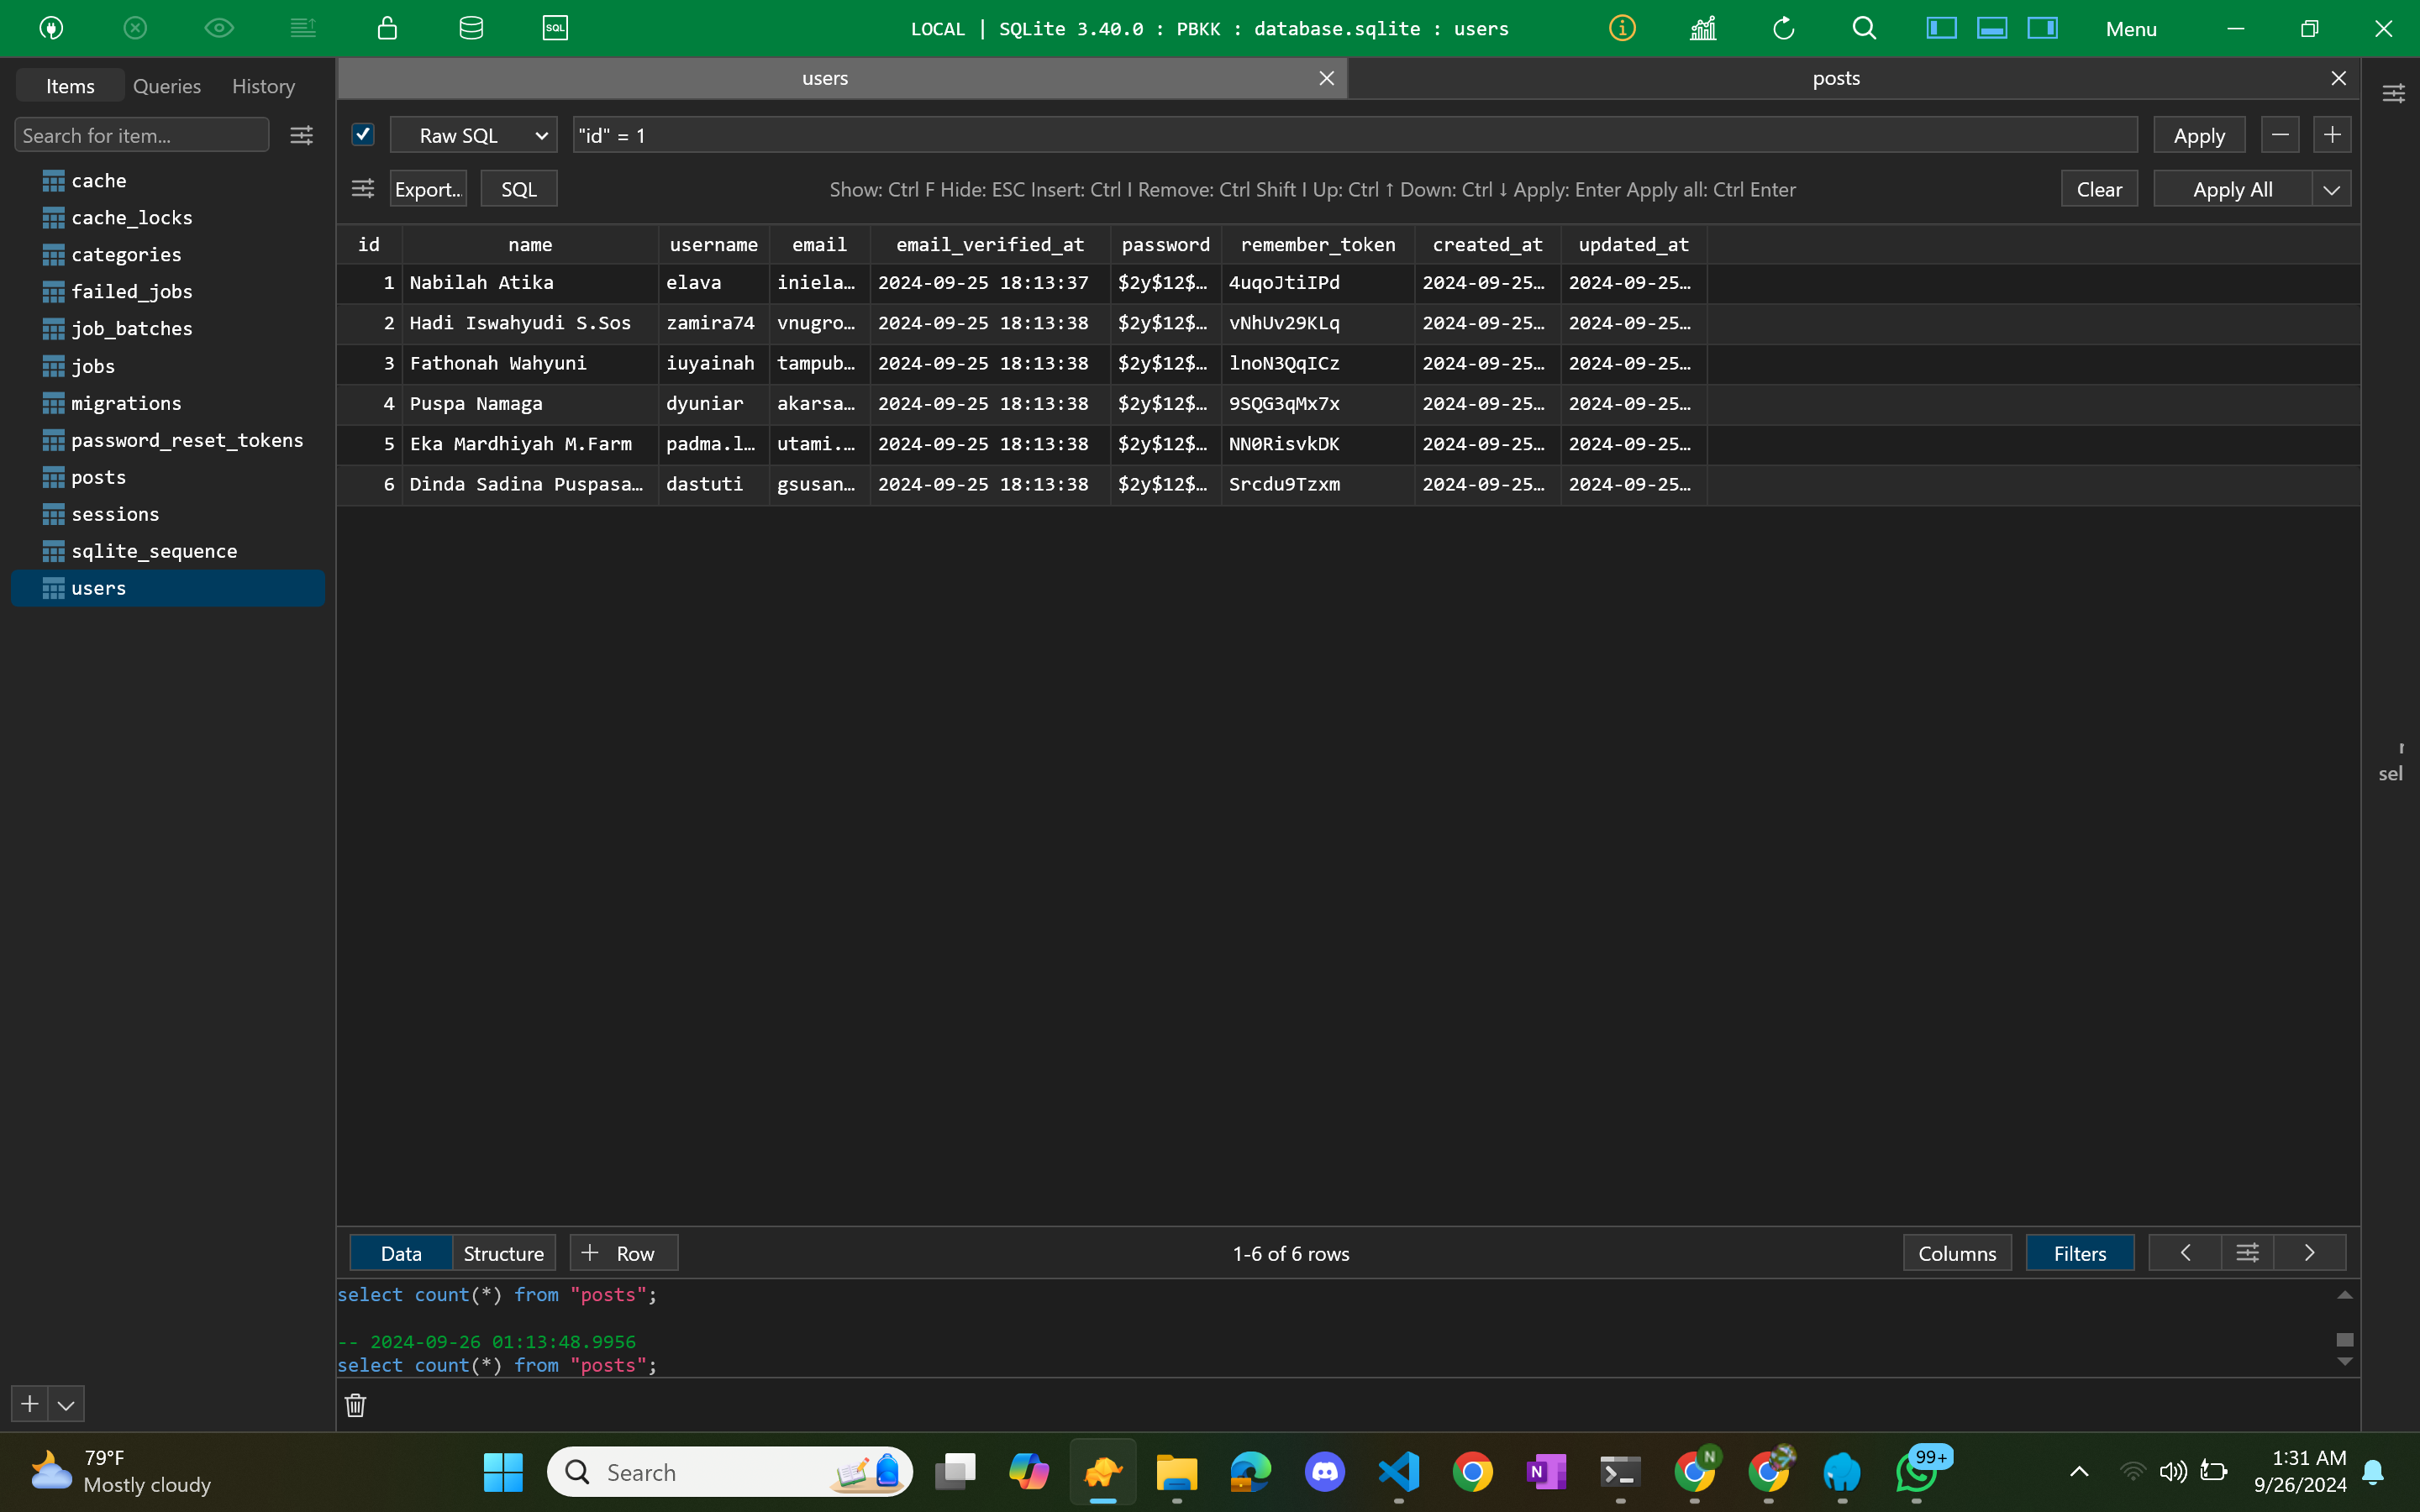 LOCAL | SQLite 3.40.0 : PBKK : database.sqlite : users
Menu
SQL
Items Queries History
Search for item...
cache
cache_locks
categories
failed_jobs
job_batches
jobs
migrations
password_reset_tokens
posts
sessions
sqlite_sequence
users
users posts
Raw SQL "id" = 1 Apply
Export... SQL Show: Ctrl F Hide: ESC Insert: Ctrl I Remove: Ctrl Shift I Up: Ctrl ↑ Down: Ctrl ↓ Apply: Enter Apply all: Ctrl Enter Clear Apply All
id name username email email_verified_at password remember_token created_at updated_at
1 Nabilah Atika elava iniela... 2024-09-25 18:13:37 $2y$12$... 4uqoJtiIPd 2024-09-25... 2024-09-25...
2 Hadi Iswahyudi S.Sos zamira74 vnugro... 2024-09-25 18:13:38 $2y$12$... vNhUv29KLq 2024-09-25... 2024-09-25...
3 Fathonah Wahyuni iuyainah tampub... 2024-09-25 18:13:38 $2y$12$... lnoN3QqICz 2024-09-25... 2024-09-25...
4 Puspa Namaga dyuniar akarsa... 2024-09-25 18:13:38 $2y$12$... 9SQG3qMx7x 2024-09-25... 2024-09-25...
5 Eka Mardhiyah M.Farm padma.l... utami.... 2024-09-25 18:13:38 $2y$12$... NN0RisvkDK 2024-09-25... 2024-09-25...
6 Dinda Sadina Puspasa... dastuti gsusan... 2024-09-25 18:13:38 $2y$12$... Srcdu9Tzxm 2024-09-25... 2024-09-25...
sel
Data Structure + Row 1-6 of 6 rows Columns Filters
select count(*) from "posts";
-- 2024-09-26 01:13:48.9956
select count(*) from "posts";
79°F
Mostly cloudy
Search
N
N
99+
1:31 AM
9/26/2024